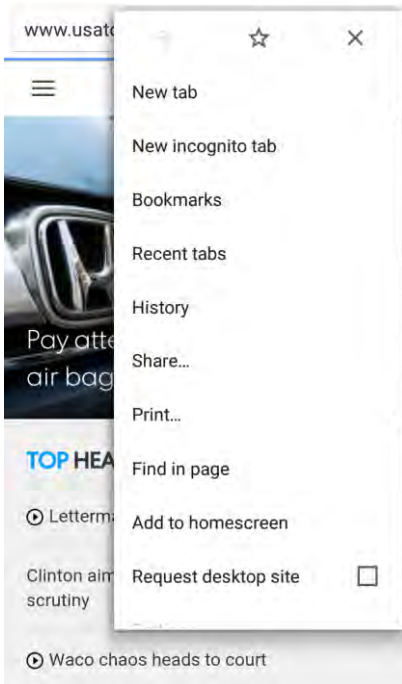 www.usato
New tab
New incognito tab
Bookmarks
Recent tabs
History
Share...
Print...
Find in page
Add to homescreen
Request desktop site
Pay atte
air bag
TOP HEA
Letterma
Clinton aim
scrutiny
Waco chaos heads to court